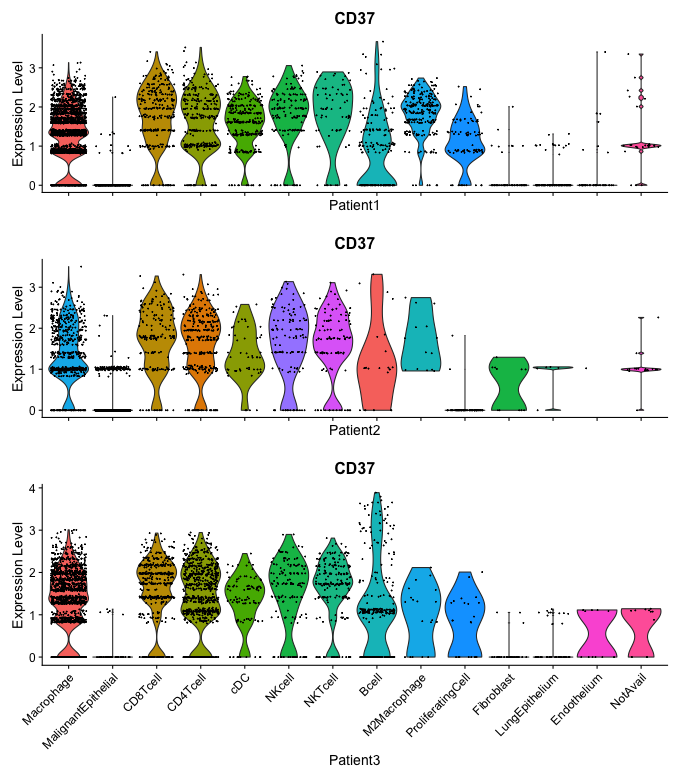 CD37
Expression Level
3
2
1
0
Patient1
CD37
Expression Level
3
2
1
0
Patient2
CD37
Expression Level
4
3
2
1
0
Macrophage
MalignantEpithelial
CD8Tcell
CD4Tcell
cDC
NKcell
NKTcell
Bcell
M2Macrophage
ProliferatingCell
Fibroblast
LungEpithelium
Endothelium
NotAvail
Patient3